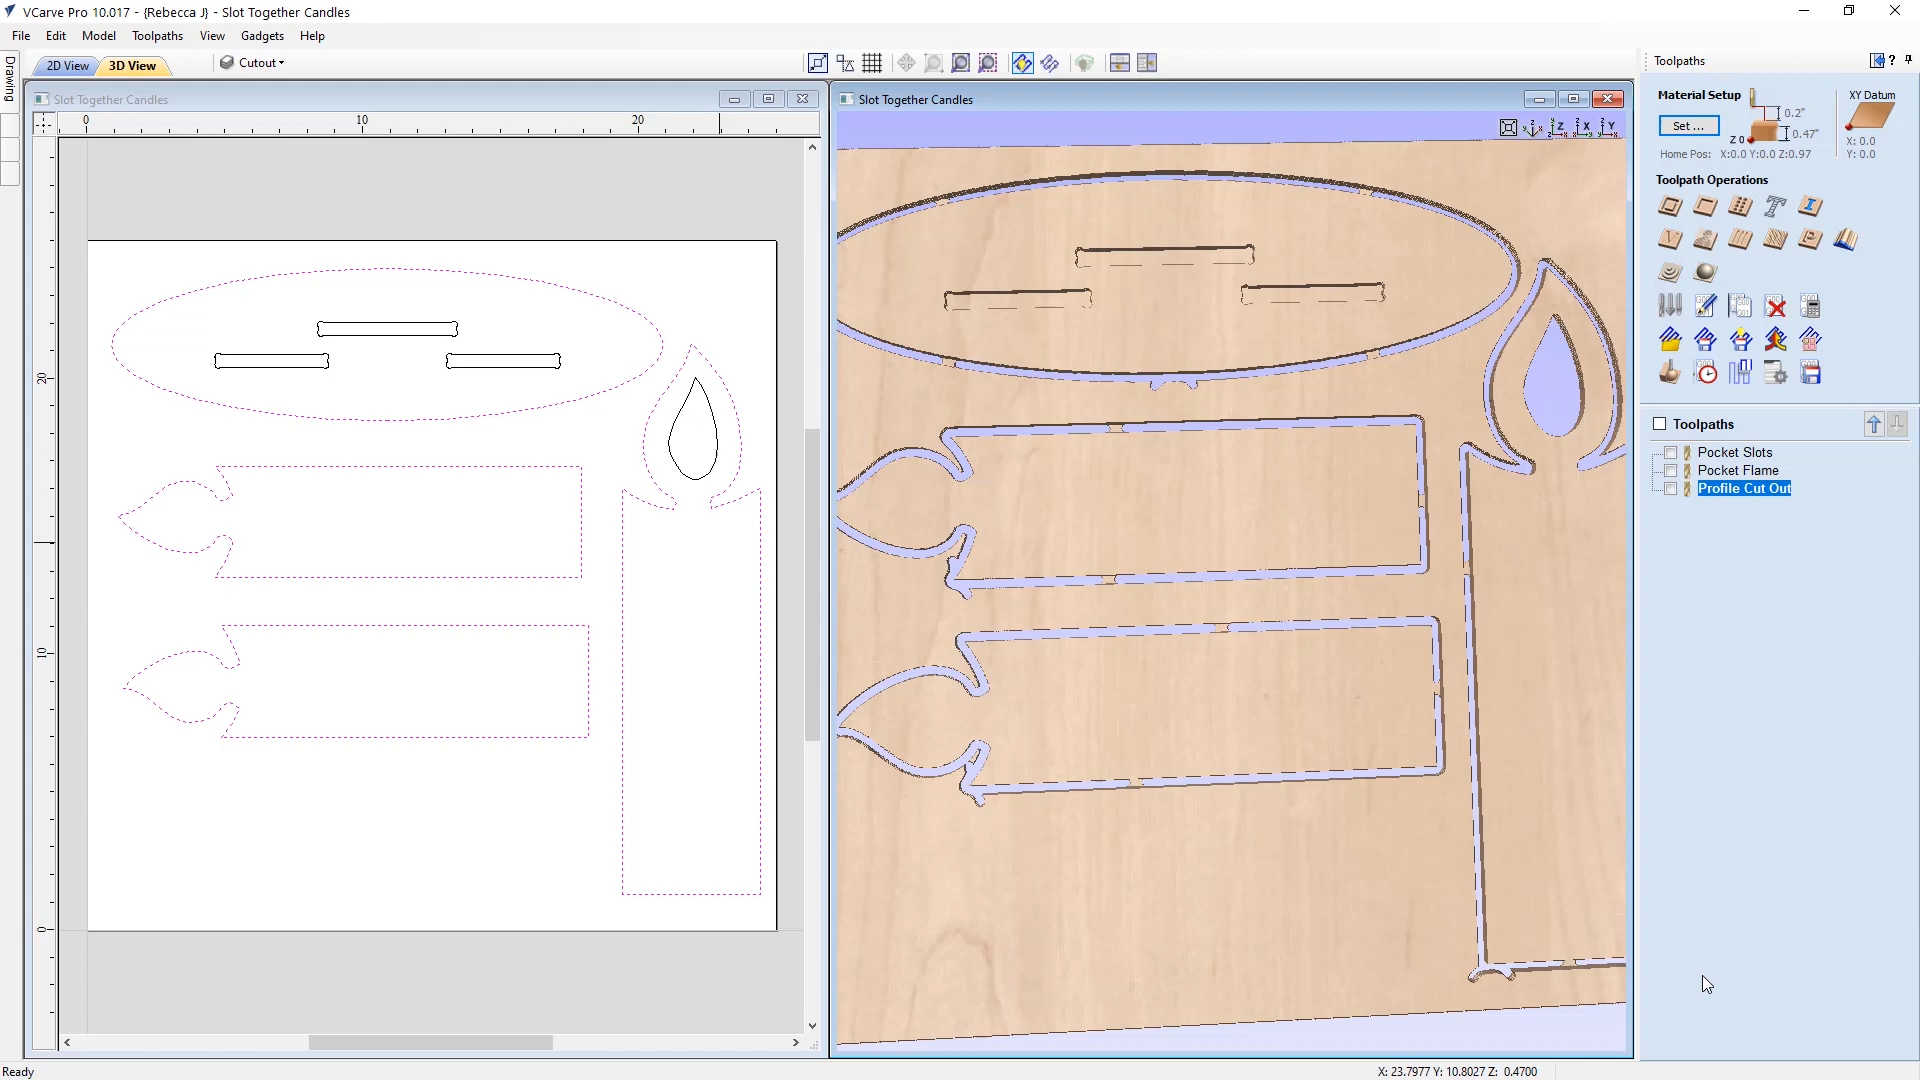 VCarve Pro 10.017 - {Rebecca J} - Slot Together Candles
File Edit Model Toolpaths View Gadgets Help
Drawing
2D View 3D View Cutout
Toolpaths
Slot Together Candles
0 10 20
20
10
0
Slot Together Candles
Z X Y
Material Setup
Set ...
0.2"
0.47"
Z 0
XY Datum
X: 0.0
Y: 0.0
Home Pos: X:0.0 Y:0.0 Z:0.97
Toolpath Operations
Toolpaths
Pocket Slots
Pocket Flame
Profile Cut Out
Ready
X: 23.7977 Y: 10.8027 Z: 0.4700